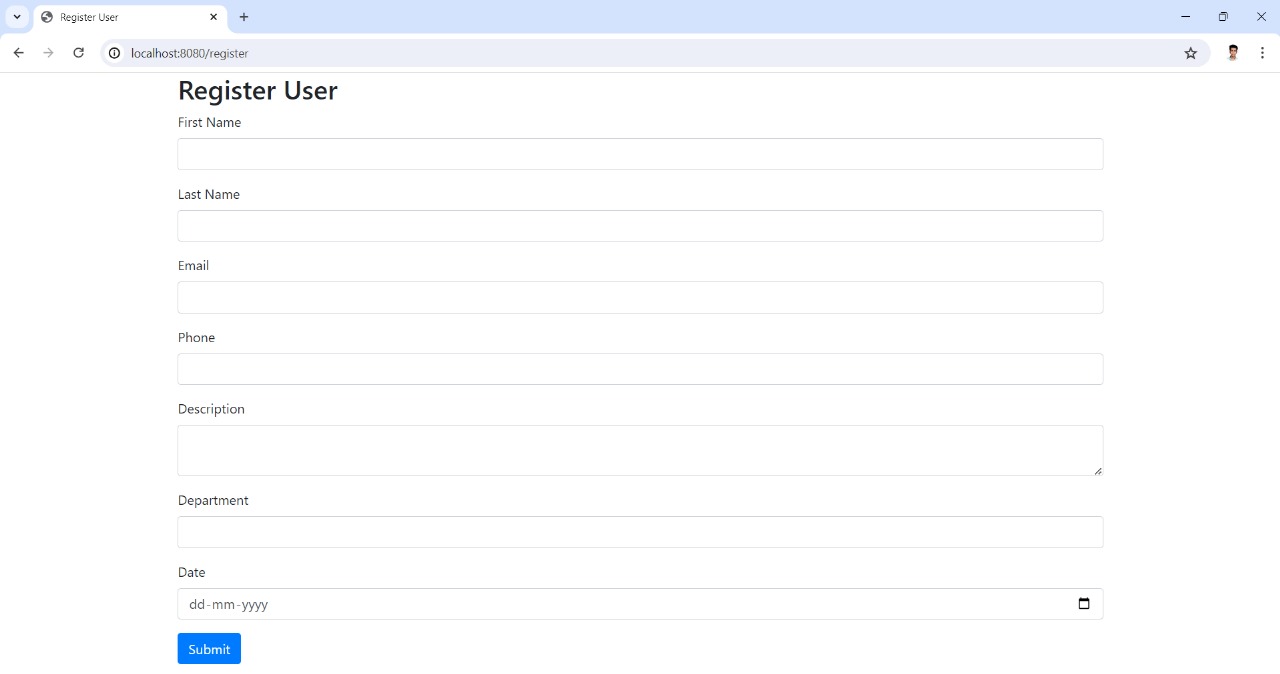 Register User
localhost:8080/register
Register User
First Name
Last Name
Email
Phone
Description
Department
Date
dd-mm-yyyy
Submit